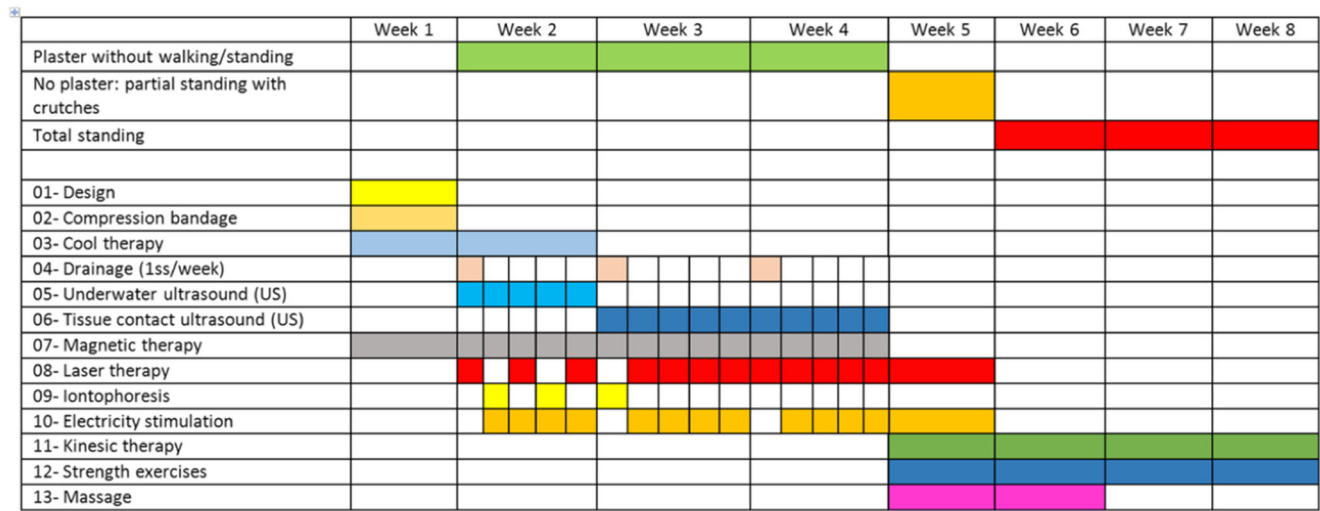 Week 1 Week 2 Week 3 Week 4 Week 5 Week 6 Week 7 Week 8
Plaster without walking/standing
No plaster: partial standing with
crutches
Total standing
01- Design
02- Compression bandage
03- Cool therapy
04- Drainage (1ss/week)
05- Underwater ultrasound (US)
06- Tissue contact ultrasound (US)
07- Magnetic therapy
08- Laser therapy
09- Iontophoresis
10- Electricity stimulation
11- Kinesic therapy
12- Strength exercises
13- Massage